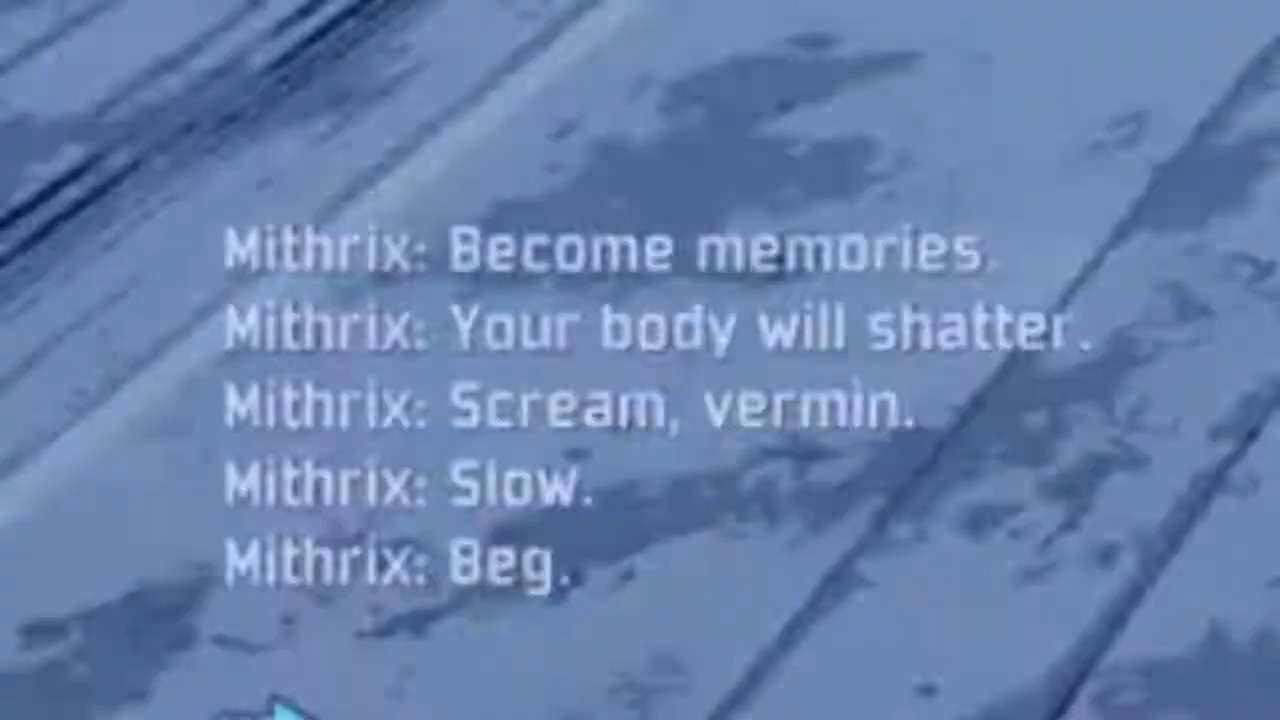 Mithrix: Become memories.
Mithrix: Your body will shatter.
Mithrix: Scream, vermin.
Mithrix: Slow.
Mithrix: Beg.